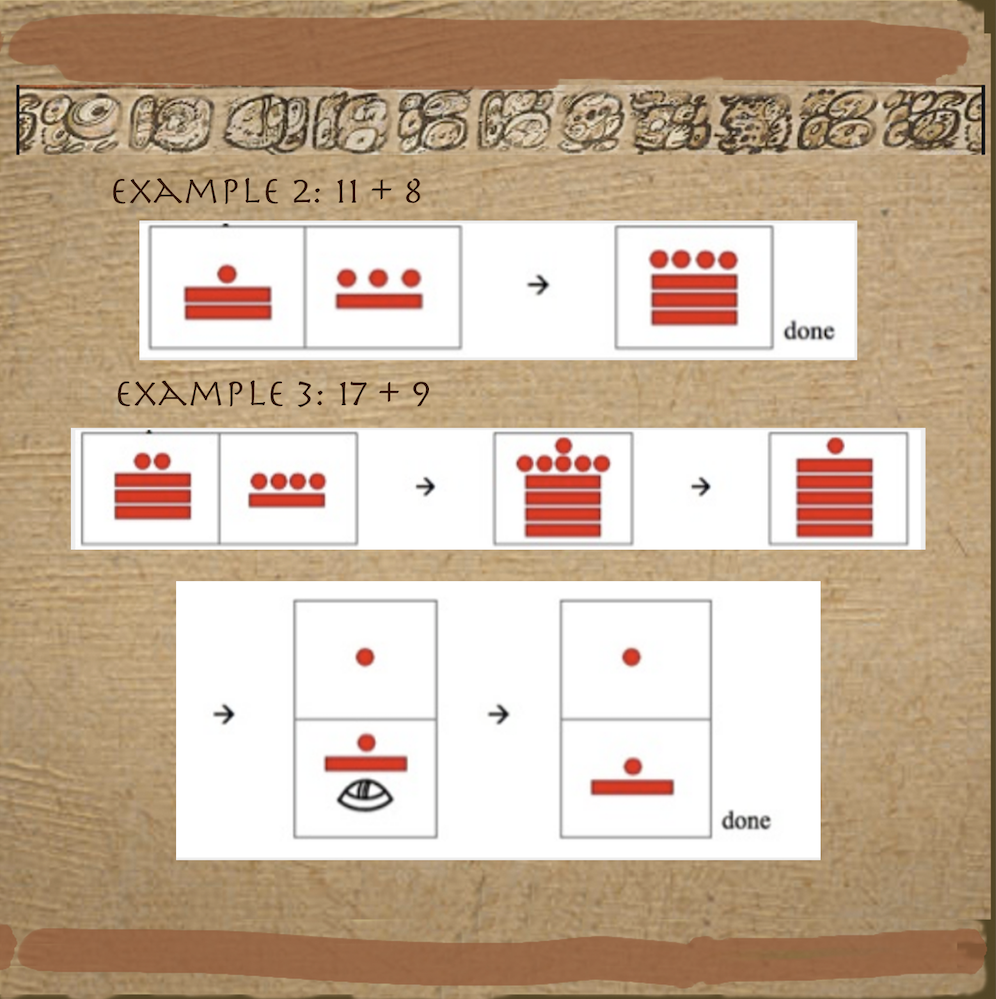 EXAMPLE 2: 11 + 8
→
done
EXAMPLE 3: 17 + 9
→ →
→ →
done